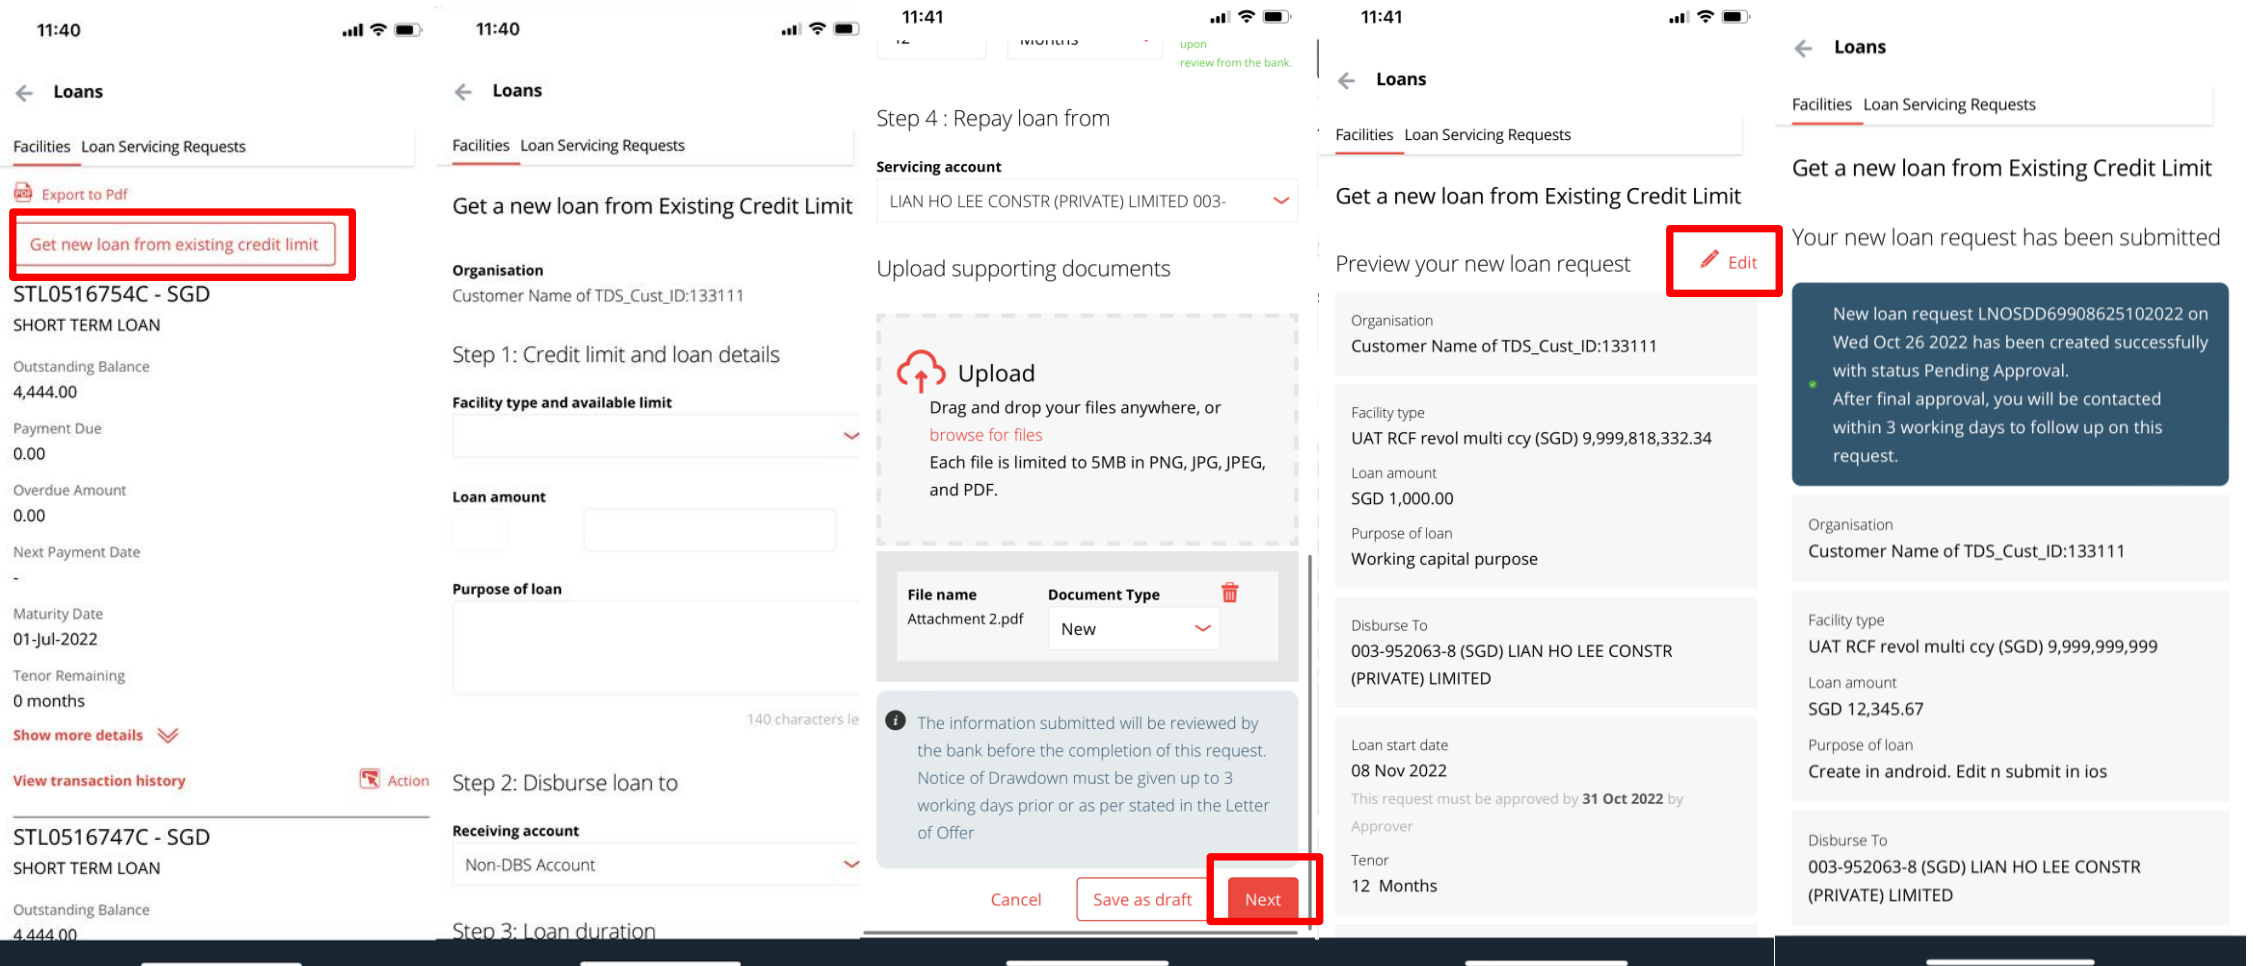 11:40
Loans
Facilities Loan Servicing Requests
Export to Pdf
Get new loan from existing credit limit
STL0516754C - SGD
SHORT TERM LOAN
Outstanding Balance
4,444.00
Payment Due
0.00
Overdue Amount
0.00
Next Payment Date
-
Maturity Date
01-Jul-2022
Tenor Remaining
0 months
Show more details
View transaction history Action
STL0516747C - SGD
SHORT TERM LOAN
Outstanding Balance
4,444.00
11:40
Loans
Facilities Loan Servicing Requests
Get a new loan from Existing Credit Limit
Organisation
Customer Name of TDS_Cust_ID:133111
Step 1: Credit limit and loan details
Facility type and available limit
Loan amount
Purpose of loan
140 characters le
Step 2: Disburse loan to
Receiving account
Non-DBS Account
Step 3: Loan duration
11:41
12 Months
upon
review from the bank.
Step 4 : Repay loan from
Servicing account
LIAN HO LEE CONSTR (PRIVATE) LIMITED 003-
Upload supporting documents
Upload
Drag and drop your files anywhere, or
browse for files
Each file is limited to 5MB in PNG, JPG, JPEG,
and PDF.
File name Document Type
Attachment 2.pdf New
The information submitted will be reviewed by
the bank before the completion of this request.
Notice of Drawdown must be given up to 3
working days prior or as per stated in the Letter
of Offer
Cancel Save as draft Next
11:41
Loans
Facilities Loan Servicing Requests
Get a new loan from Existing Credit Limit
Preview your new loan request Edit
Organisation
Customer Name of TDS_Cust_ID:133111
Facility type
UAT RCF revol multi ccy (SGD) 9,999,818,332.34
Loan amount
SGD 1,000.00
Purpose of loan
Working capital purpose
Disburse To
003-952063-8 (SGD) LIAN HO LEE CONSTR
(PRIVATE) LIMITED
Loan start date
08 Nov 2022
This request must be approved by 31 Oct 2022 by
Approver
Tenor
12 Months
Loans
Facilities Loan Servicing Requests
Get a new loan from Existing Credit Limit
Your new loan request has been submitted
New loan request LNOSDD69908625102022 on
Wed Oct 26 2022 has been created successfully
with status Pending Approval.
After final approval, you will be contacted
within 3 working days to follow up on this
request.
Organisation
Customer Name of TDS_Cust_ID:133111
Facility type
UAT RCF revol multi ccy (SGD) 9,999,999,999
Loan amount
SGD 12,345.67
Purpose of loan
Create in android. Edit n submit in ios
Disburse To
003-952063-8 (SGD) LIAN HO LEE CONSTR
(PRIVATE) LIMITED